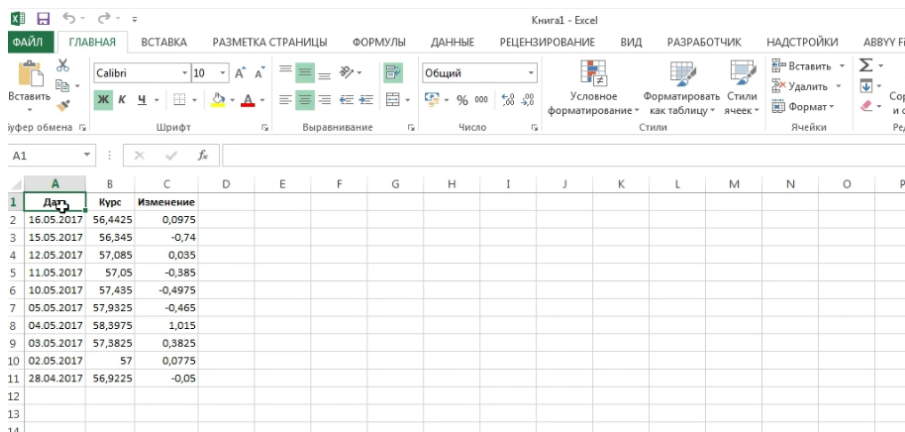 Книга1 - Excel
ФАЙЛ ГЛАВНАЯ ВСТАВКА РАЗМЕТКА СТРАНИЦЫ ФОРМУЛЫ ДАННЫЕ РЕЦЕНЗИРОВАНИЕ ВИД РАЗРАБОТЧИК НАДСТРОЙКИ ABBYY
Calibri 10 Общий Вставить Σ
Вставить Условное Форматировать Стили Удалить
Ж К Ч % 000 форматирование как таблицу ячеек Формат
буфер обмена Шрифт Выравнивание Число Стили Ячейки
A1 fx
A B C D E F G H I J K L M N O P
1 Дата Курс Изменение
2 16.05.2017 56,4425 0,0975
3 15.05.2017 56,345 -0,74
4 12.05.2017 57,085 0,035
5 11.05.2017 57,05 -0,385
6 10.05.2017 57,435 -0,4975
7 05.05.2017 57,9325 -0,465
8 04.05.2017 58,3975 1,015
9 03.05.2017 57,3825 0,3825
10 02.05.2017 57 0,0775
11 28.04.2017 56,9225 -0,05
12
13
14